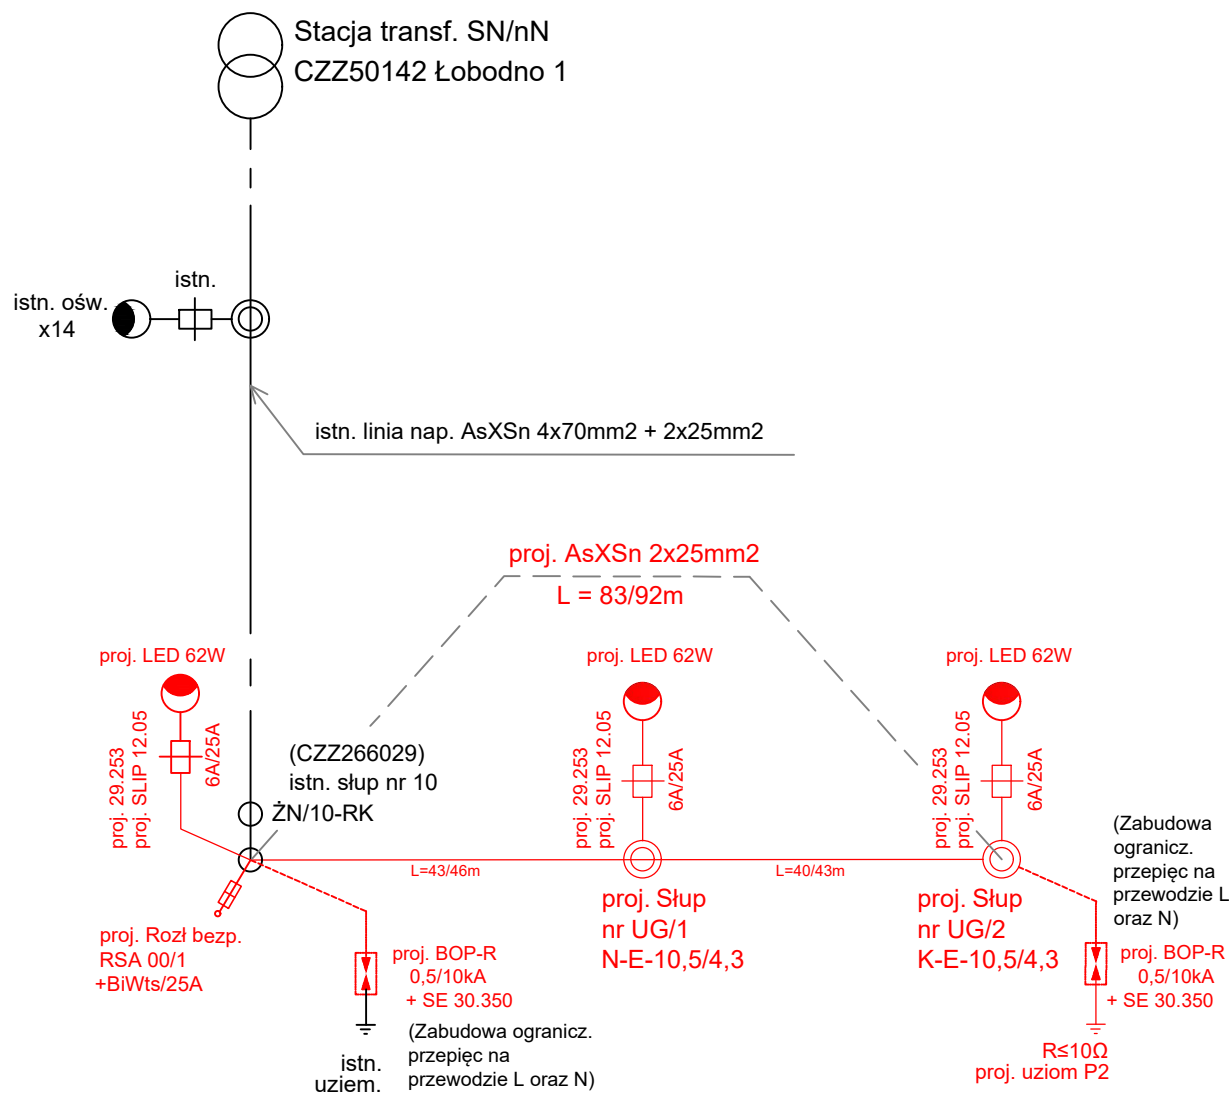 Stacja transf. SN/nN
CZZ50142 Łobodno 1
istn.
istn. ośw.
x14
istn. linia nap. AsXSn 4x70mm2 + 2x25mm2
proj. AsXSn 2x25mm2
L = 83/92m
proj. LED 62W
proj. 29.253
proj. SLIP 12.05
6A/25A
(CZZ266029)
istn. słup nr 10
ŻN/10-RK
proj. LED 62W
proj. 29.253
proj. SLIP 12.05
6A/25A
proj. LED 62W
proj. 29.253
proj. SLIP 12.05
6A/25A
(Zabudowa
ogranicz.
przepięc na
przewodzie L
oraz N)
L=43/46m
L=40/43m
proj. Rozł bezp.
RSA 00/1
+BiWts/25A
proj. BOP-R
0,5/10kA
+ SE 30.350
(Zabudowa ogranicz.
przepięc na
przewodzie L oraz N)
istn.
uziem.
proj. Słup
nr UG/1
N-E-10,5/4,3
proj. Słup
nr UG/2
K-E-10,5/4,3
proj. BOP-R
0,5/10kA
+ SE 30.350
R≤10Ω
proj. uziom P2